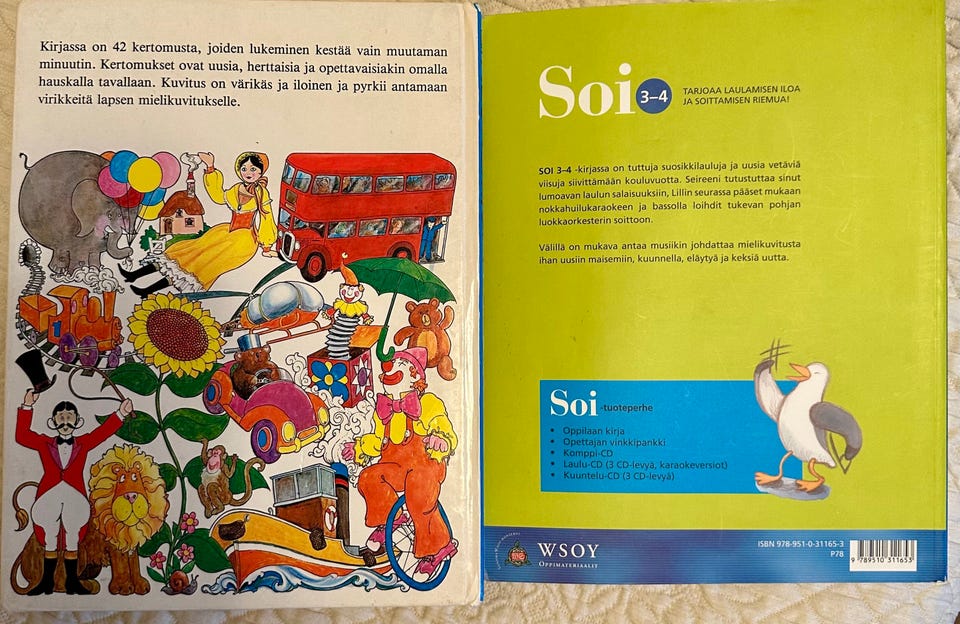 Kirjassa on 42 kertomusta, joiden lukeminen kestää vain muutaman
minuutin. Kertomukset ovat uusia, herttaisia ja opettavaisiakin omalla
hauskalla tavallaan. Kuvitus on värikäs ja iloinen ja pyrkii antamaan
virikkeitä lapsen mielikuvitukselle.
1
Soi 3–4
TARJOAA LAULAMISEN ILOA
JA SOITTAMISEN RIEMUA!
SOI 3–4 -kirjassa on tuttuja suosikkilauluja ja uusia vetäviä
viisuja siivittämään kouluvuotta. Seireeni tutustuttaa sinut
lumoavan laulun salaisuuksiin, Lillin seurassa pääset mukaan
nokkahuilukaraokeen ja bassolla loihdit tukevan pohjan
luokkaorkesterin soittoon.
Välillä on mukava antaa musiikin johdattaa mielikuvitusta
ihan uusiin maisemiin, kuunnella, eläytyä ja keksiä uutta.
Soi -tuoteperhe
• Oppilaan kirja
• Opettajan vinkkipankki
• Komppi-CD
• Laulu-CD (3 CD-levyä, karaokeversiot)
• Kuuntelu-CD (3 CD-levyä)
WSOY
OPPIMATERIAALIT
ISBN 978-951-0-31165-3
P78
9 789510 311653